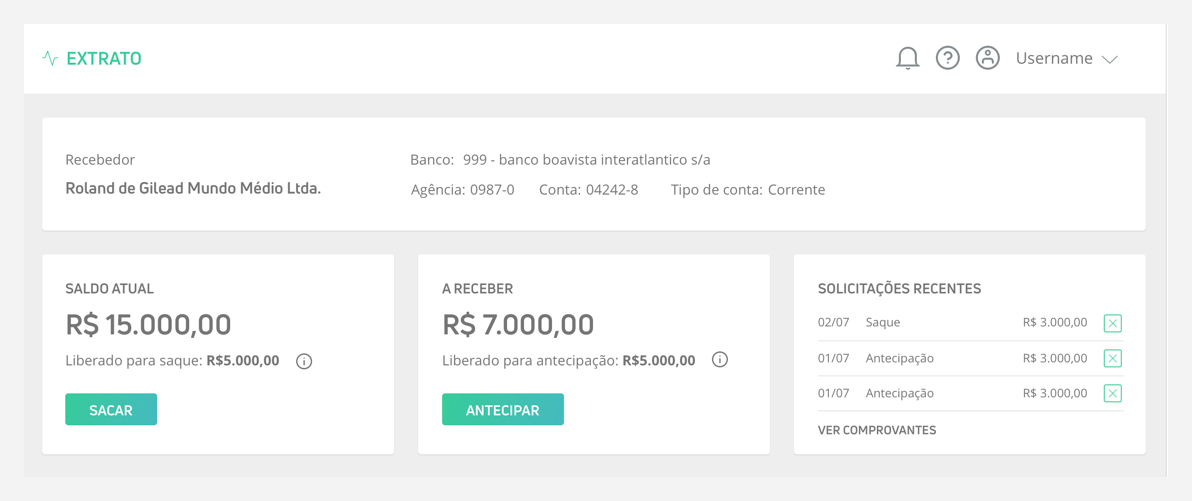 EXTRATO
Username
Recebedor
Roland de Gilead Mundo Médio Ltda.
Banco: 999 - banco boavista interatlantico s/a
Agência: 0987-0 Conta: 04242-8 Tipo de conta: Corrente
SALDO ATUAL
R$ 15.000,00
Liberado para saque: R$5.000,00
SACAR
A RECEBER
R$ 7.000,00
Liberado para antecipação: R$5.000,00
ANTECIPAR
SOLICITAÇÕES RECENTES
02/07 Saque R$ 3.000,00
01/07 Antecipação R$ 3.000,00
01/07 Antecipação R$ 3.000,00
VER COMPROVANTES